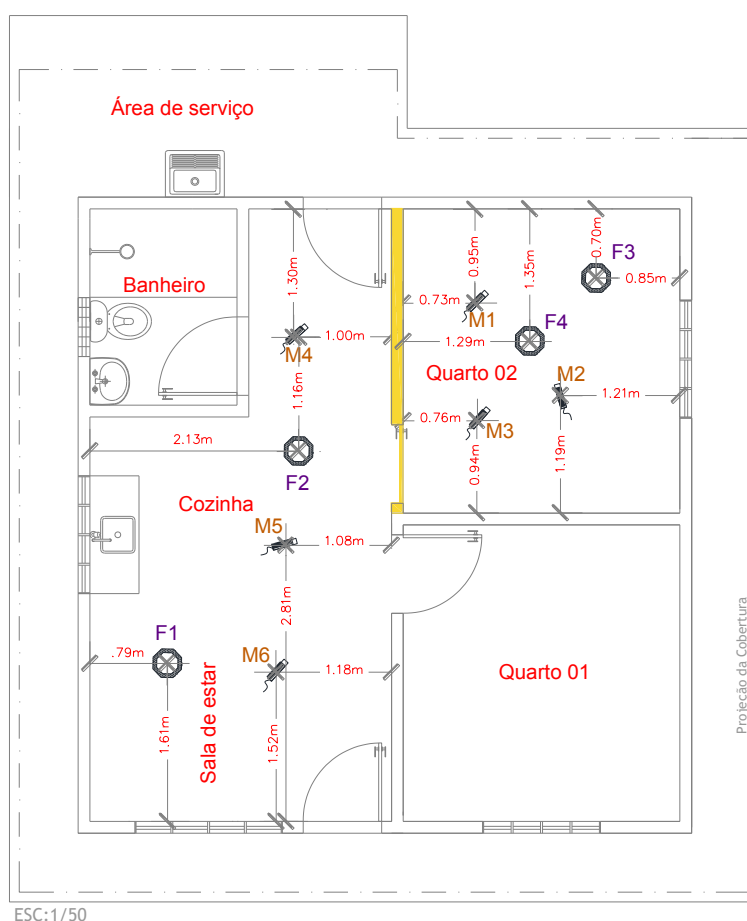 Área de serviço
Banheiro
1.30m
0.95m
1.35m
0.70m
F3
0.85m
0.73m
M1
F4
M4
1.00m
1.29m
Quarto 02
M2
1.21m
1.16m
0.76m
M3
2.13m
F2
0.94m
1.19m
Cozinha
M5
1.08m
2.81m
F1
.79m
M6
1.18m
Quarto 01
Sala de estar
1.61m
1.52m
Projecão da Cobertura
ESC:1/50